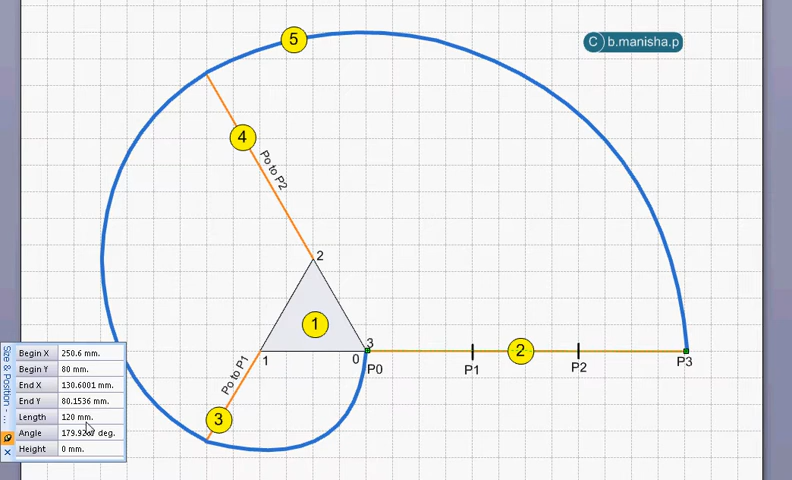 5
C b.manisha.p
4
Po to P2
2
1
3
0
1
P0
P1
2
P2
P3
Po to P1
3
Size & Position - ...
Begin X 250.6 mm.
Begin Y 80 mm.
End X 130.6001 mm.
End Y 80.1536 mm.
Length 120 mm.
Angle deg.
Height 0 mm.